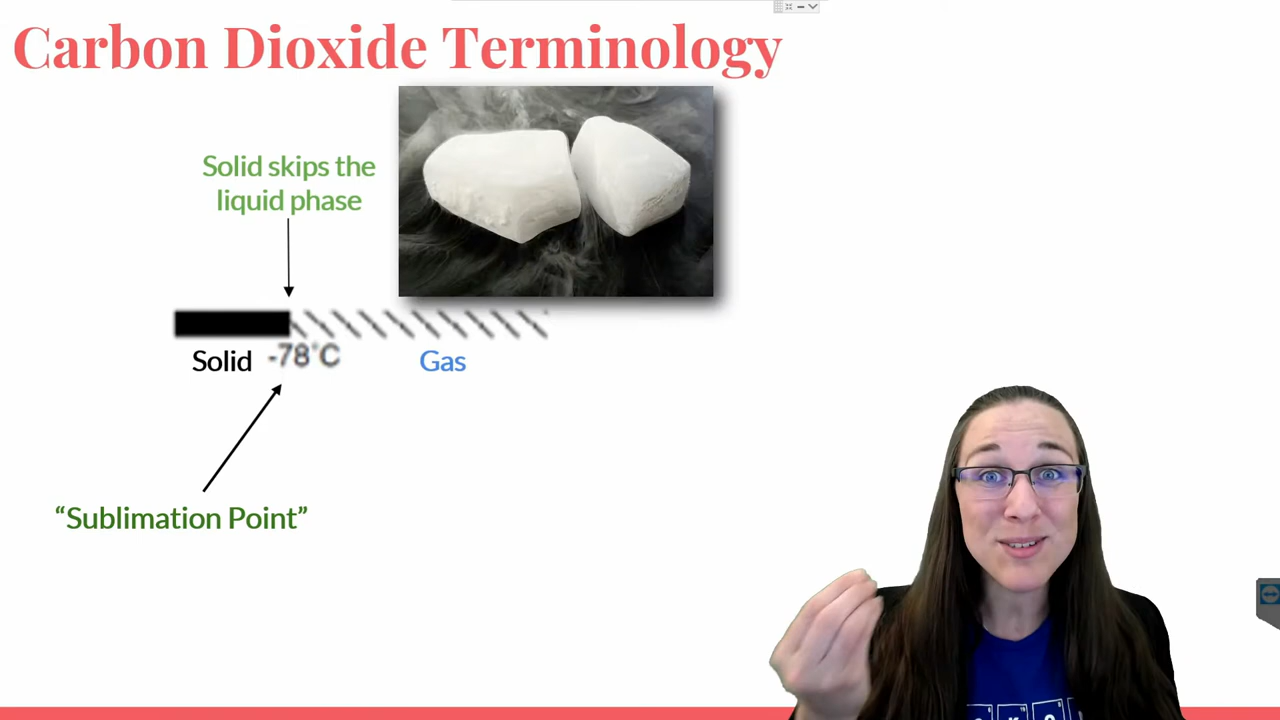 Carbon Dioxide Terminology
Solid skips the
liquid phase
Solid -78°C Gas
“Sublimation Point”